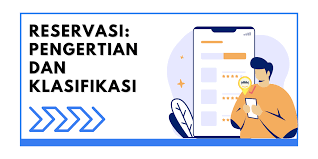 RESERVASI:
PENGERTIAN
DAN
KLASIFIKASI